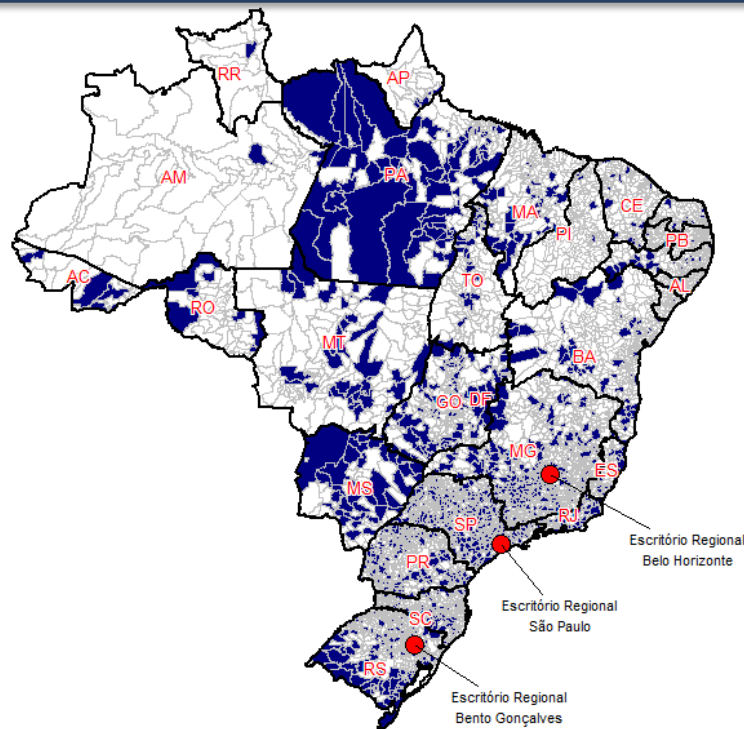 RR
AP
AM
PA
MA
CE
PI
PB
AC
TO
AL
RO
MT
BA
GO
DF
MG
ES
MS
SP
RJ
Escritório Regional
Belo Horizonte
PR
Escritório Regional
São Paulo
SC
RS
Escritório Regional
Bento Gonçalves